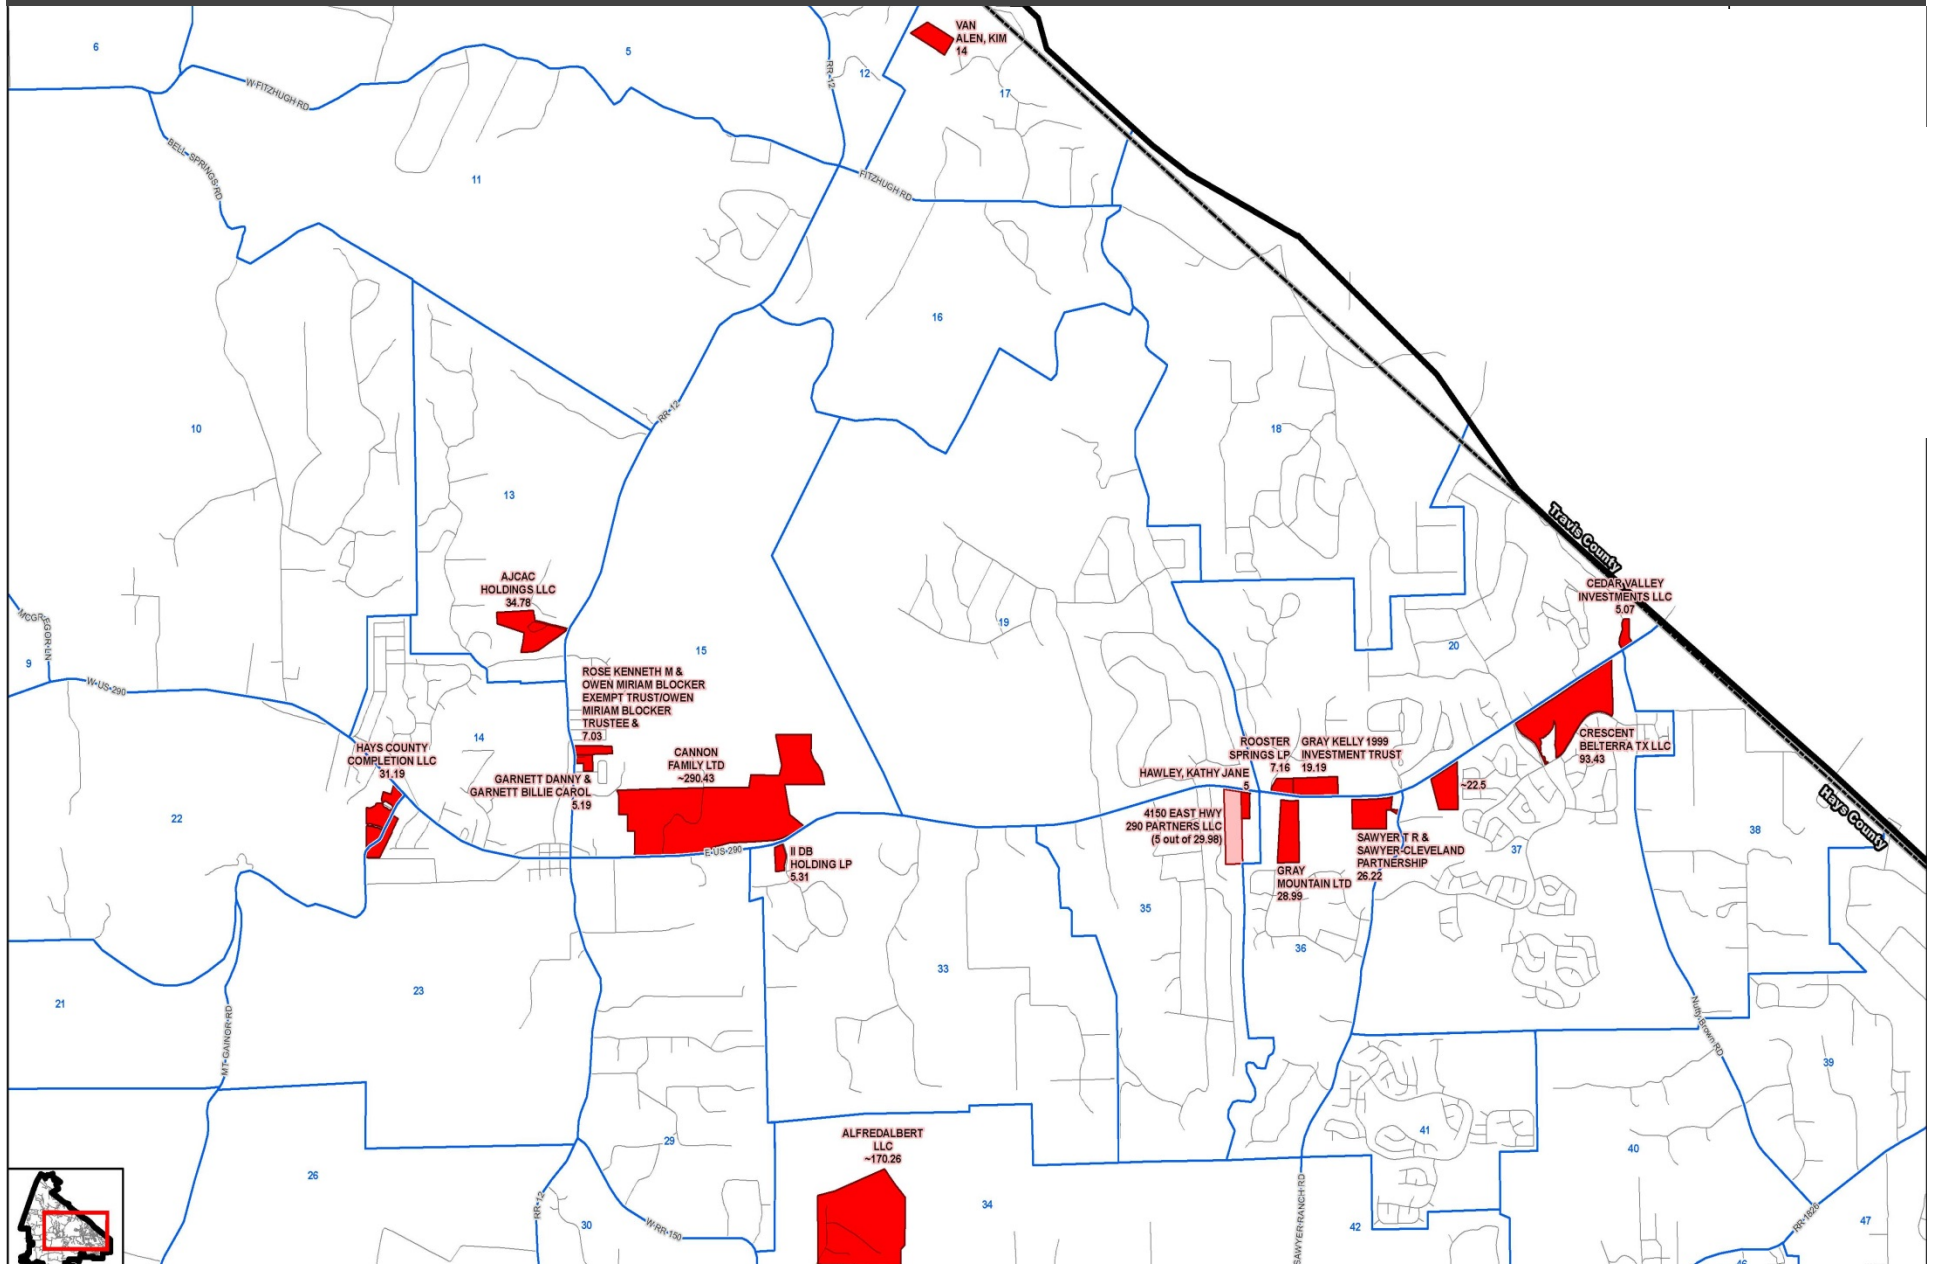 VAN
ALEN, KIM
14
6
5
12
17
RR-12
W FITZHUGH RD
BELL SPRINGS RD
11
FITZHUGH RD
16
10
RR-12
18
13
Travis County
AJCAC
HOLDINGS LLC
34.78
CEDAR VALLEY
INVESTMENTS LLC
5.07
19
20
15
9
W-US-290
ROSE KENNETH M &
OWEN MIRIAM BLOCKER
EXEMPT TRUST/OWEN
MIRIAM BLOCKER
TRUSTEE &
7.03
14
HAYS COUNTY
COMPLETION LLC
31.19
CANNON
FAMILY LTD
~290.43
GARNETT DANNY &
GARNETT BILLIE CAROL
5.19
ROOSTER
SPRINGS LP
7.16
GRAY KELLY 1999
INVESTMENT TRUST
19.19
CRESCENT
BELTERRA TX LLC
93.43
HAWLEY, KATHY JANE
5
~22.5
4150 EAST HWY
290 PARTNERS LLC
(5 out of 29.98)
Hays County
22
38
E-US-290
II DB
HOLDING LP
5.31
SAWYER T R &
SAWYER-CLEVELAND
PARTNERSHIP
26.22
37
GRAY
MOUNTAIN LTD
28.99
35
36
33
23
21
MT-GAINOR-RD
Nutty Brown RD
39
41
29
40
ALFREDALBERT
LLC
~170.26
26
34
30
RR-12
W-RR-150
SAWYER-RANCH-RD
42
RR-1826
47